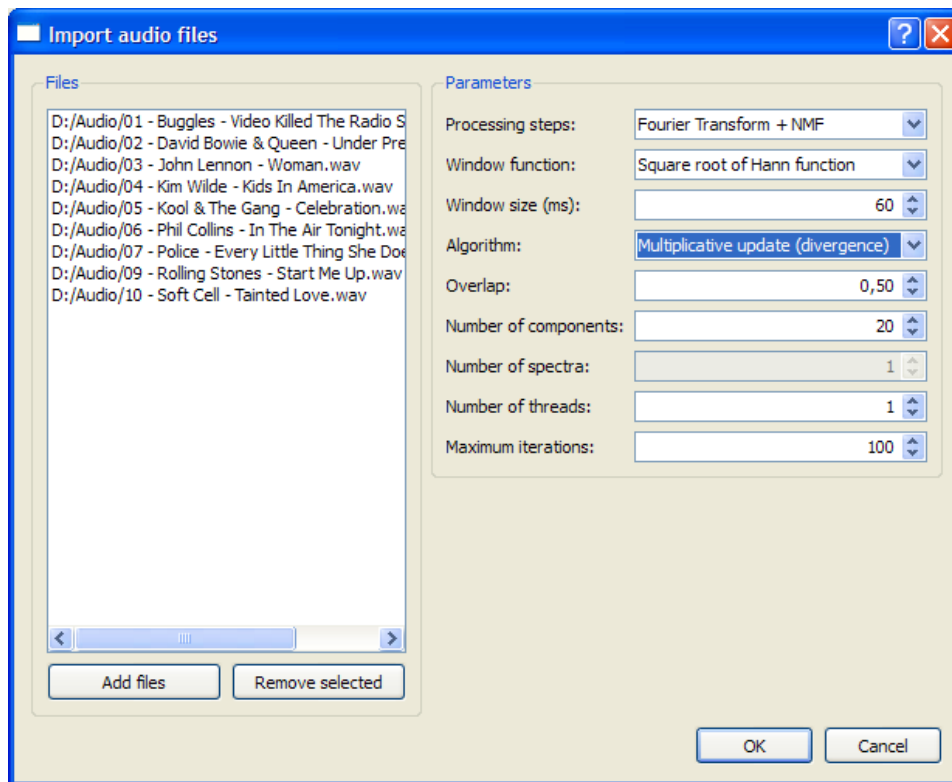 Import audio files
Files
D:/Audio/01 - Buggles - Video Killed The Radio S
D:/Audio/02 - David Bowie & Queen - Under Pre
D:/Audio/03 - John Lennon - Woman.wav
D:/Audio/04 - Kim Wilde - Kids In America.wav
D:/Audio/05 - Kool & The Gang - Celebration.wa
D:/Audio/06 - Phil Collins - In The Air Tonight.wa
D:/Audio/07 - Police - Every Little Thing She Doe
D:/Audio/09 - Rolling Stones - Start Me Up.wav
D:/Audio/10 - Soft Cell - Tainted Love.wav
Add files
Remove selected
Parameters
Processing steps: Fourier Transform + NMF
Window function: Square root of Hann function
Window size (ms): 60
Algorithm: Multiplicative update (divergence)
Overlap: 0,50
Number of components: 20
Number of spectra: 1
Number of threads: 1
Maximum iterations: 100
OK
Cancel